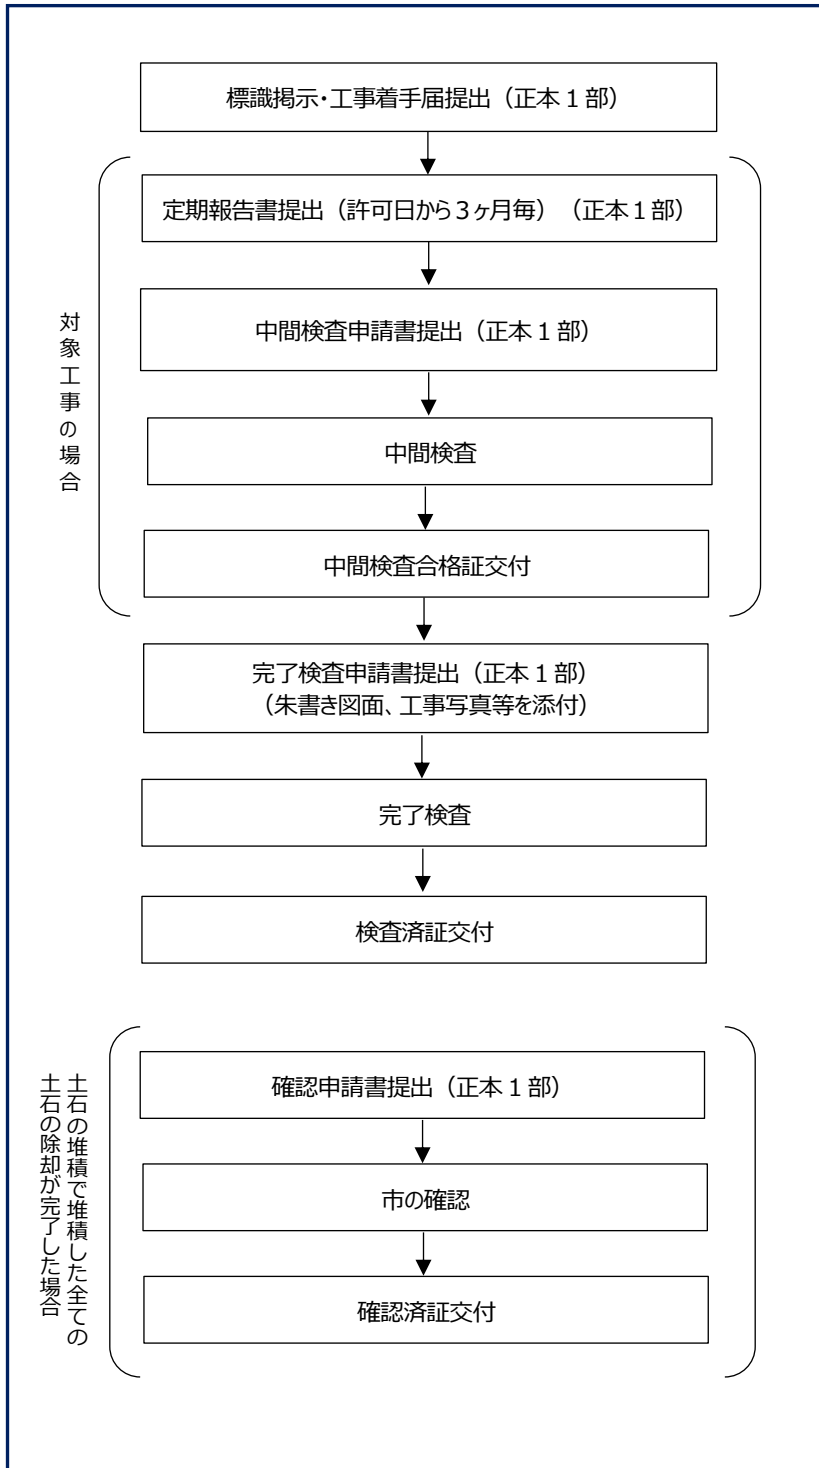 標識掲示・工事着手届提出（正本１部）
定期報告書提出（許可日から３ヶ月毎）（正本１部）
対象工事の場合
中間検査申請書提出（正本１部）
中間検査
中間検査合格証交付
完了検査申請書提出（正本１部）
（朱書き図面、工事写真等を添付）
完了検査
検査済証交付
土石の堆積で堆積した全ての
土石の除却が完了した場合
確認申請書提出（正本１部）
市の確認
確認済証交付